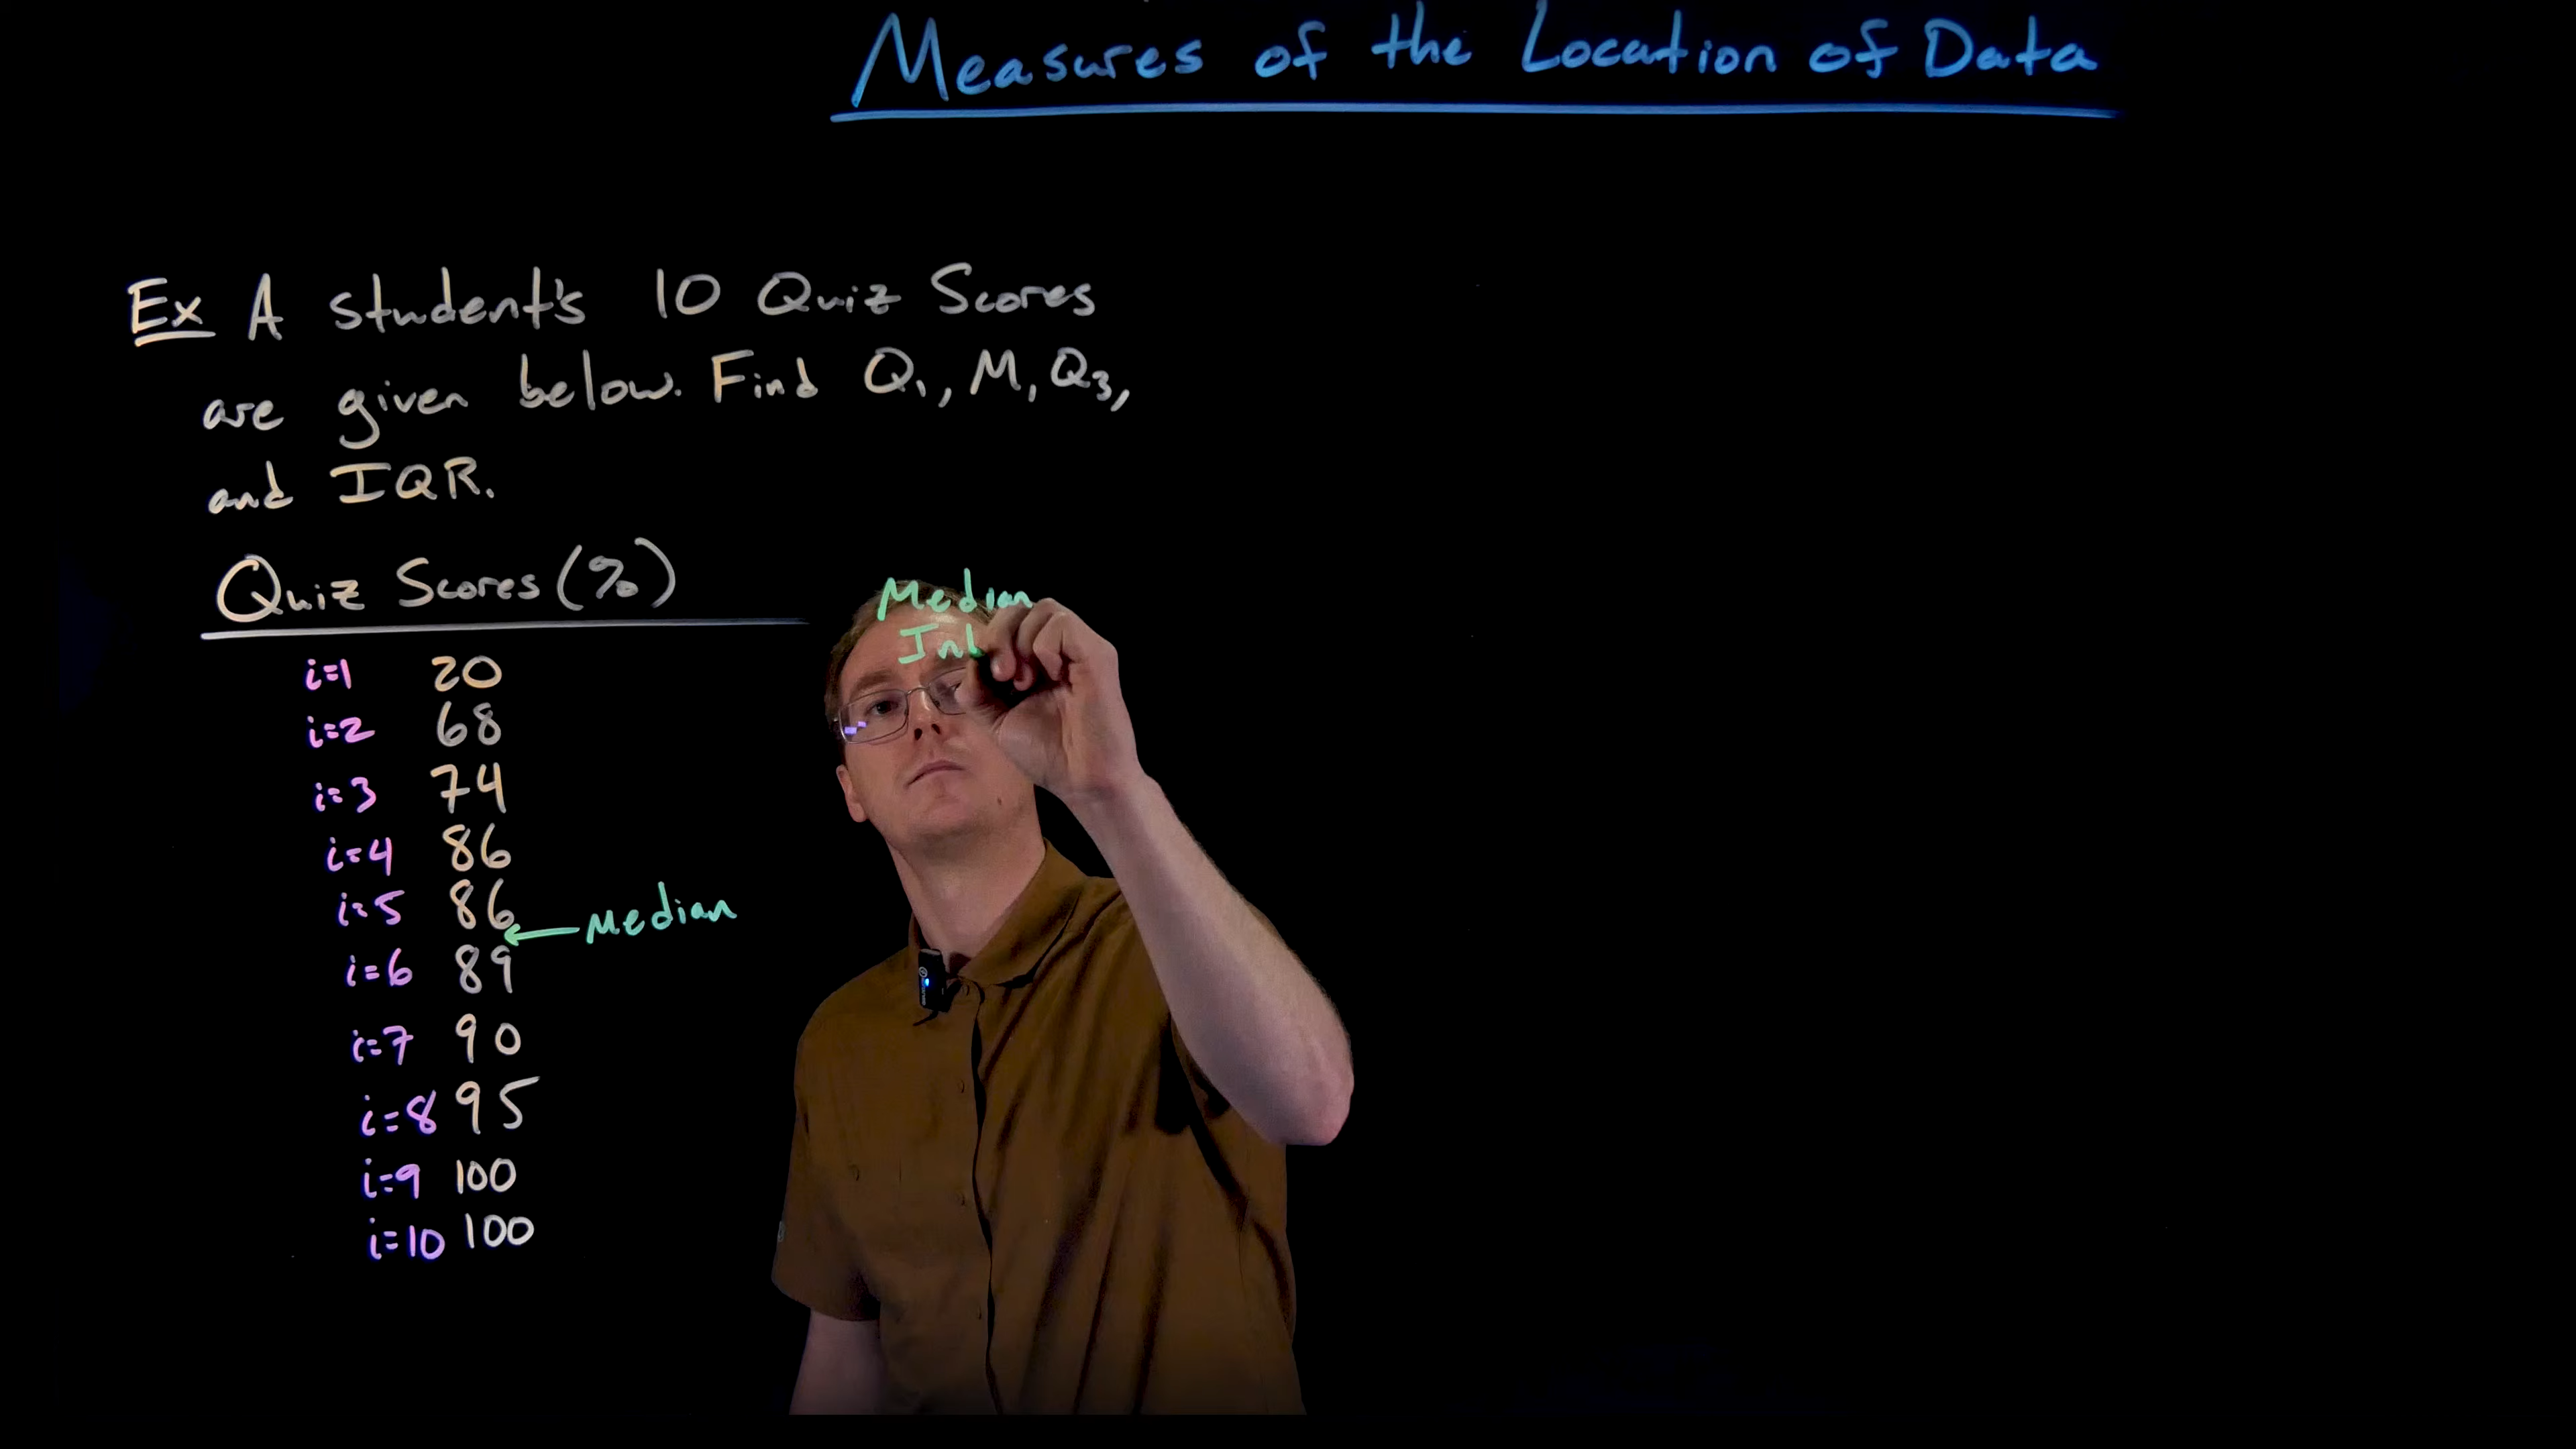 Measures of the Location of Data
Ex A student's 10 Quiz Scores
are given below. Find Q1, M, Q3,
and IQR.
Quiz Scores (%)
i=1 20
i=2 68
i=3 74
i=4 86
i=5 86
i=6 89
i=7 90
i=8 95
i=9 100
i=10 100
← Median
Median